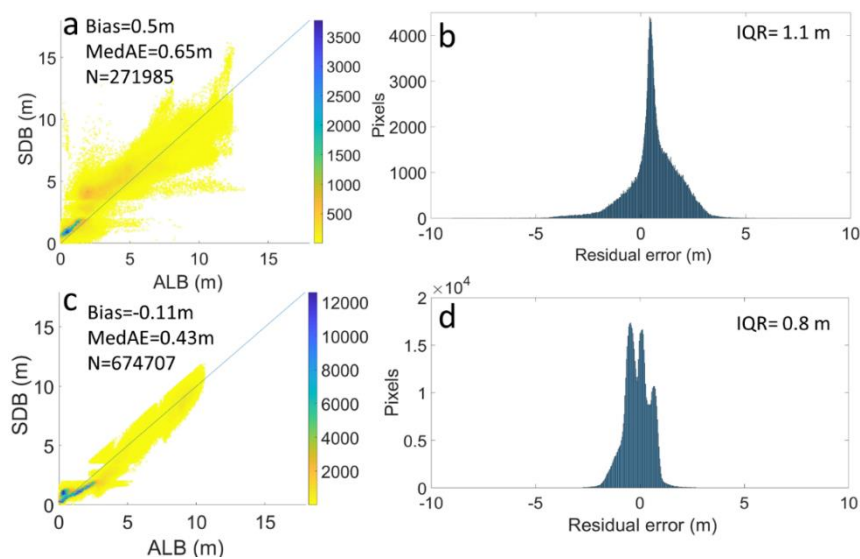 a
Bias=0.5m
MedAE=0.65m
N=271985
SDB (m)
15
10
5
0
0 5 10 15
ALB (m)
3500
3000
2500
2000
1500
1000
500
b
IQR= 1.1 m
Pixels
4000
3000
2000
1000
0
-10 -5 0 5 10
Residual error (m)
c
Bias=-0.11m
MedAE=0.43m
N=674707
SDB (m)
15
10
5
0
0 5 10 15
ALB (m)
12000
10000
8000
6000
4000
2000
d
IQR= 0.8 m
×10⁴
Pixels
2
1.5
1
0.5
0
-10 -5 0 5 10
Residual error (m)